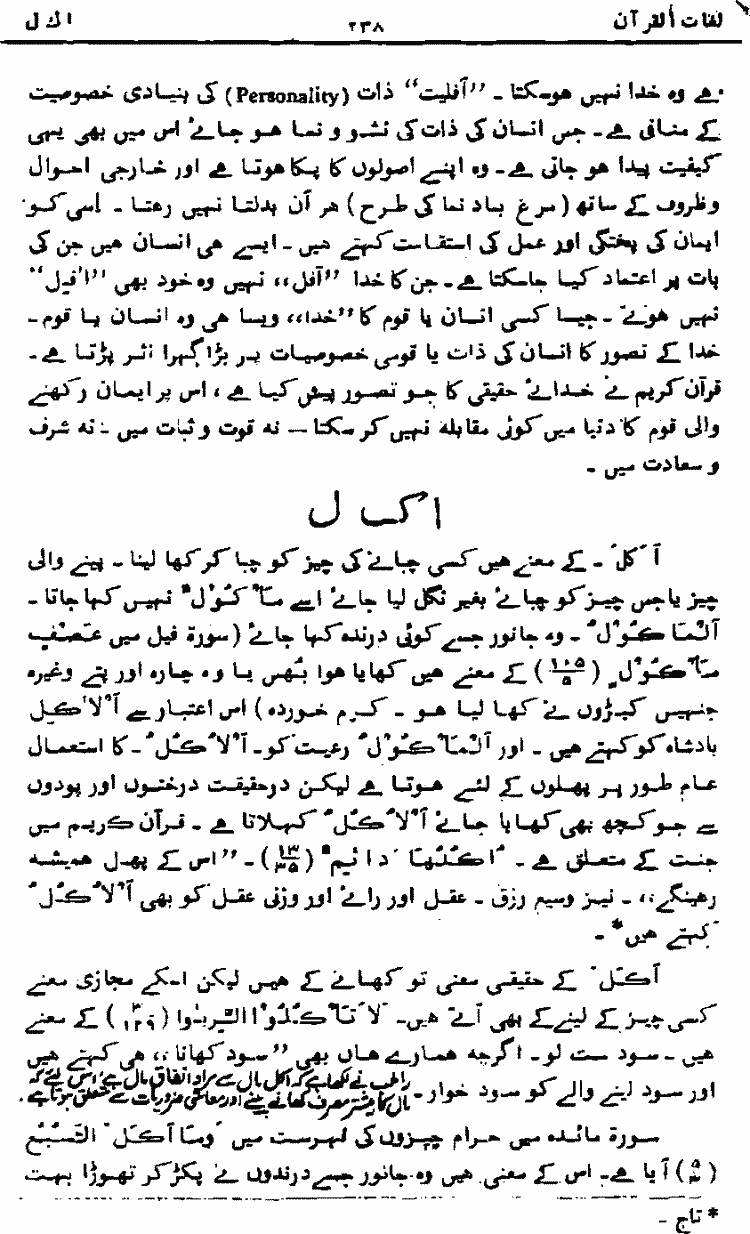 لغات القرآن ۲۳۸ اک ل
ہے وہ خدا نہیں ہوسکتا ۔ ”آفلیت“ ذات (Personality) کی بنیادی خصوصیت
کے منافی ہے۔ جس انسان کی ذات کی نشو و نما ہو جائے اس میں بھی یہی
کیفیت پیدا ہو جاتی ہے۔ وہ اپنے اصولوں کا پکا ہوتا ہے اور خارجی احوال
و ظروف کے ساتھ (مرغ باد نما کی طرح) ہر آن بدلتا نہیں رہتا ۔ اسی کو
ایمان کی پختگی اور عمل کی استقامت کہتے ہیں ۔ ایسے ہی انسان ہیں جن کی
بات پر اعتماد کیا جاسکتا ہے۔ جن کا خدا ”آفل،، نہیں وہ خود بھی ”آفیل“
نہیں ہوتے ۔ جیسا کسی انسان یا قوم کا ”خدا،، ویسا ہی وہ انسان یا قوم۔
خدا کے تصور کا انسان کی ذات یا قومی خصوصیات پر بڑا گہرا اثر پڑتا ہے۔
قرآن کریم نے خدائے حقیقی کا جو تصور پیش کیا ہے، اس پر ایمان رکھنے
والی قوم کا دنیا میں کوئی مقابلہ نہیں کر سکتا — نہ قوت و ثبات میں ۔ نہ شرف
و سعادت میں ۔
اک ل
آَکَلَ ۔ کے معنے ہیں کسی چبانے کی چیز کو چبا کر کھا لینا ۔ پینے والی
چیز یا جس چیز کو چبائے بغیر نگل لیا جائے اسے مَأْکُوْلٌ نہیں کہا جاتا ۔
اَلْمَأْکُوْلُ ۔ وہ جانور جسے کوئی درندہ کھا جائے (سورۃ فیل میں عَصْفٍ
مَأْکُوْلٍ (۱۰۵/۵) کے معنے ہیں کھایا ہوا بُھس یا وہ چارہ اور پتے وغیرہ
جنہیں کیڑوں نے کھا لیا ہو ۔ کرم خوردہ) اس اعتبار سے اَلْاٰکِلُ
بادشاہ کو کہتے ہیں ۔ اور اَلْمَأْکُوْلُ رعیت کو۔ اَلْاُکُلُ ۔ کا استعمال
عام طور پر پھلوں کے لئے ہوتا ہے لیکن درحقیقت درختوں اور پودوں
سے جو کچھ بھی کھایا جائے اَلْاُکُلُ کہلاتا ہے ۔ قرآن کریم میں
جنت کے متعلق ہے ۔ اُکُلُهَا دَائِمٌ (۱۳/۳۵)۔ ”اس کے پھل ہمیشہ
رہینگے،، ۔ نیز وسیع رزق ۔ عقل اور رائے اور وزنی عقل کو بھی اَلْاُکُلُ
کہتے ہیں* ۔
اَکَلَ کے حقیقی معنی تو کھانے کے ہیں لیکن اسکے مجازی معنے
کسی چیز کے لینے کے بھی آتے ہیں۔ لَا تَأْکُلُوْا الرِّبٰوا (۳/۱۲۹) کے معنے
ہیں ۔ سود مت لو۔ اگرچہ ہمارے ہاں بھی ”سود کھانا،، ہی کہتے ہیں
اور سود لینے والے کو سود خوار۔ راغب نے لکھا ہے کہ اکل مال سے مراد انفاق مال ہے اس لئے کہ
مال کا بیشتر مصرف کھانے پینے اور معاشی ضروریات سے متعلق ہوتا ہے۔
سورۃ مائدہ میں حرام چیزوں کی فہرست میں ”وَمَا اَکَلَ السَّبُعُ
(۵/۳) آیا ہے۔ اس کے معنی ہیں وہ جانور جسے درندوں نے پکڑ کر تھوڑا بہت
* تاج ۔